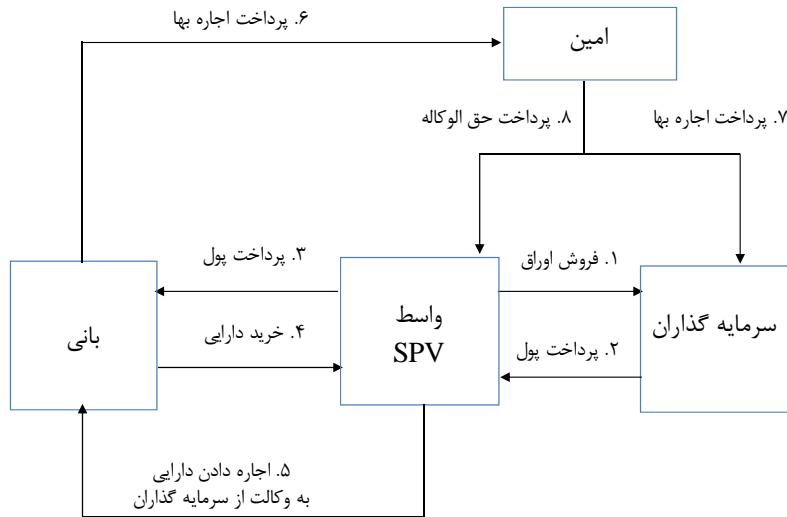 ۶. پرداخت اجاره بها
امین
۸. پرداخت حق الوکاله
۷. پرداخت اجاره بها
۳. پرداخت پول
۱. فروش اوراق
بانی
واسط
SPV
سرمایه گذاران
۴. خرید دارایی
۲. پرداخت پول
۵. اجاره دادن دارایی
به وکالت از سرمایه گذاران